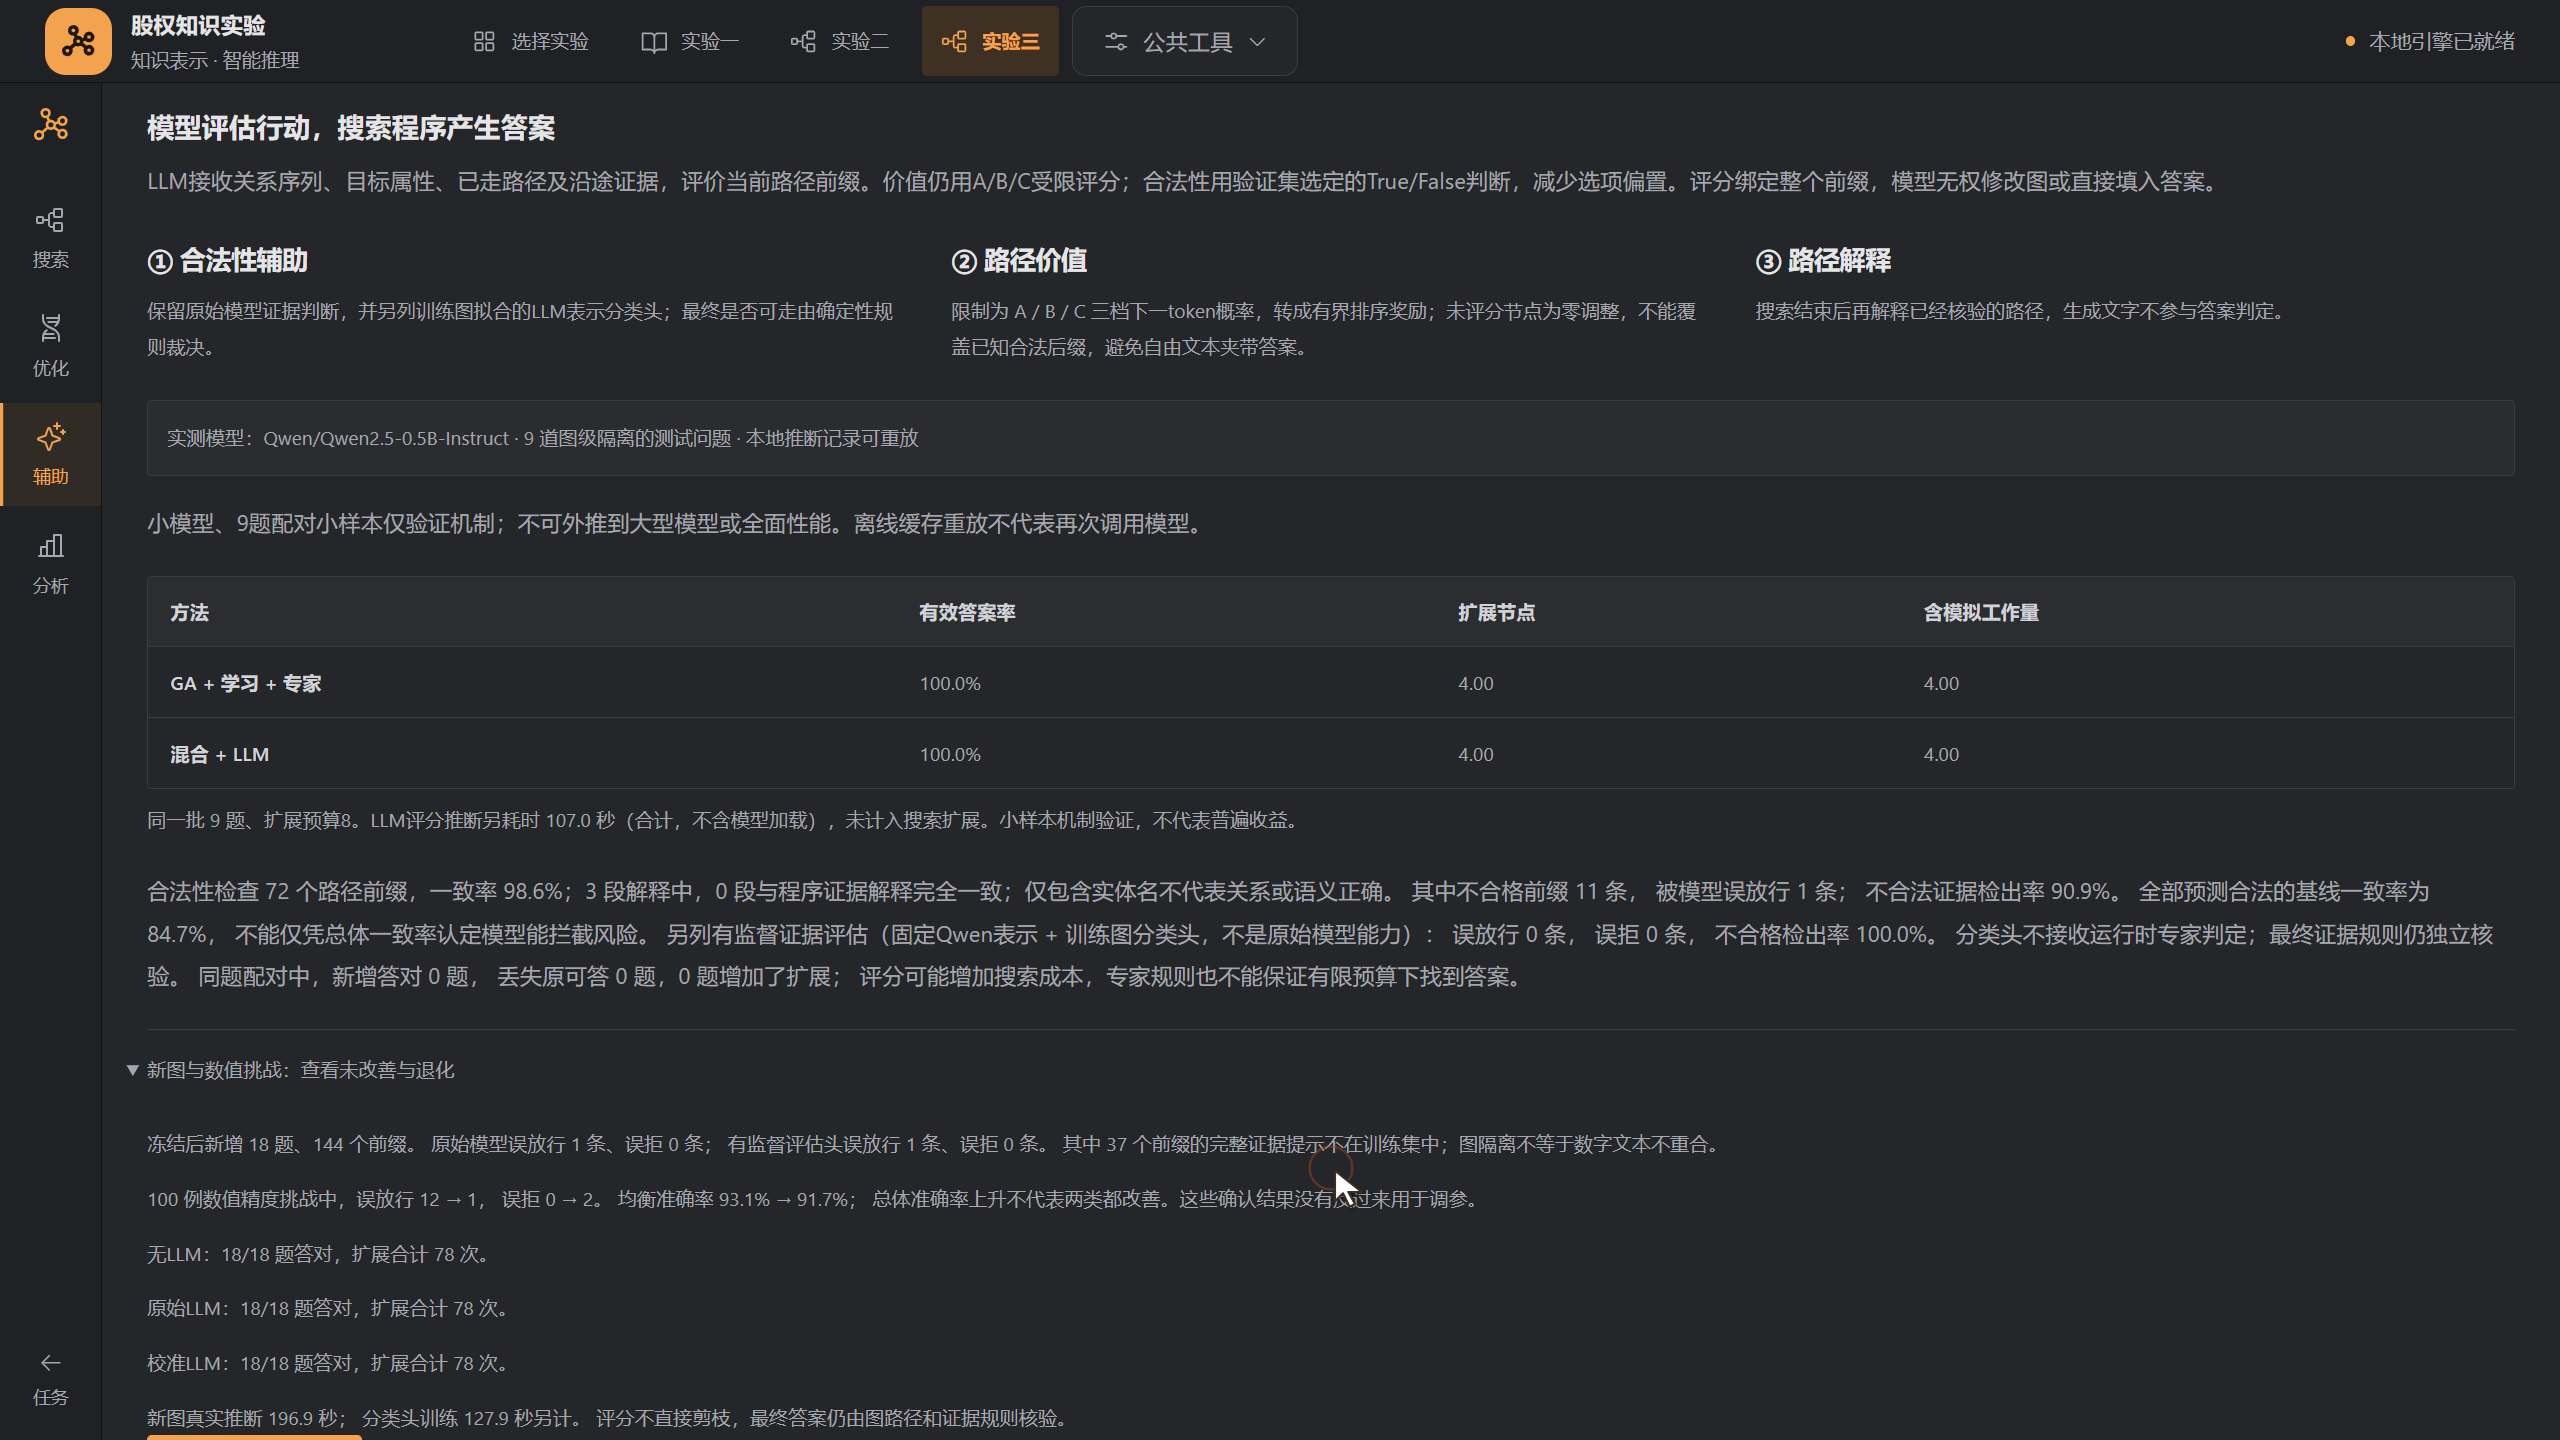 股权知识实验
知识表示 · 智能推理
选择实验
实验一
实验二
实验三
公共工具
本地引擎已就绪
搜索
优化
辅助
分析
任务
模型评估行动，搜索程序产生答案
LLM接收关系序列、目标属性、已走路径及沿途证据，评价当前路径前缀。价值仍用A/B/C受限评分；合法性用验证集选定的True/False判断，减少选项偏置。评分绑定整个前缀，模型无权修改图或直接填入答案。
① 合法性辅助
保留原始模型证据判断，并另列训练图拟合的LLM表示分类头；最终是否可走由确定性规
则裁决。
② 路径价值
限制为 A / B / C 三档下一token概率，转成有界排序奖励；未评分节点为零调整，不能覆
盖已知合法后缀，避免自由文本夹带答案。
③ 路径解释
搜索结束后再解释已经核验的路径，生成文字不参与答案判定。
实测模型：Qwen/Qwen2.5-0.5B-Instruct · 9 道图级隔离的测试问题 · 本地推断记录可重放
小模型、9题配对小样本仅验证机制；不可外推到大型模型或全面性能。离线缓存重放不代表再次调用模型。
方法 有效答案率 扩展节点 含模拟工作量
GA + 学习 + 专家 100.0% 4.00 4.00
混合 + LLM 100.0% 4.00 4.00
同一批 9 题、扩展预算8。LLM评分推断另耗时 107.0 秒（合计，不含模型加载），未计入搜索扩展。小样本机制验证，不代表普遍收益。
合法性检查 72 个路径前缀，一致率 98.6%；3 段解释中，0 段与程序证据解释完全一致；仅包含实体名不代表关系或语义正确。 其中不合格前缀 11 条， 被模型误放行 1 条； 不合法证据检出率 90.9%。 全部预测合法的基线一致率为
84.7%， 不能仅凭总体一致率认定模型能拦截风险。 另列有监督证据评估（固定Qwen表示 + 训练图分类头，不是原始模型能力）： 误放行 0 条， 误拒 0 条， 不合格检出率 100.0%。 分类头不接收运行时专家判定；最终证据规则仍独立核
验。 同题配对中，新增答对 0 题， 丢失原可答 0 题，0 题增加了扩展； 评分可能增加搜索成本，专家规则也不能保证有限预算下找到答案。
▼ 新图与数值挑战：查看未改善与退化
冻结后新增 18 题、144 个前缀。 原始模型误放行 1 条、误拒 0 条； 有监督评估头误放行 1 条、误拒 0 条。 其中 37 个前缀的完整证据提示不在训练集中；图隔离不等于数字文本不重合。
100 例数值精度挑战中，误放行 12 → 1， 误拒 0 → 2。 均衡准确率 93.1% → 91.7%； 总体准确率上升不代表两类都改善。这些确认结果没有反过来用于调参。
无LLM：18/18 题答对，扩展合计 78 次。
原始LLM：18/18 题答对，扩展合计 78 次。
校准LLM：18/18 题答对，扩展合计 78 次。
新图真实推断 196.9 秒； 分类头训练 127.9 秒另计。 评分不直接剪枝，最终答案仍由图路径和证据规则核验。